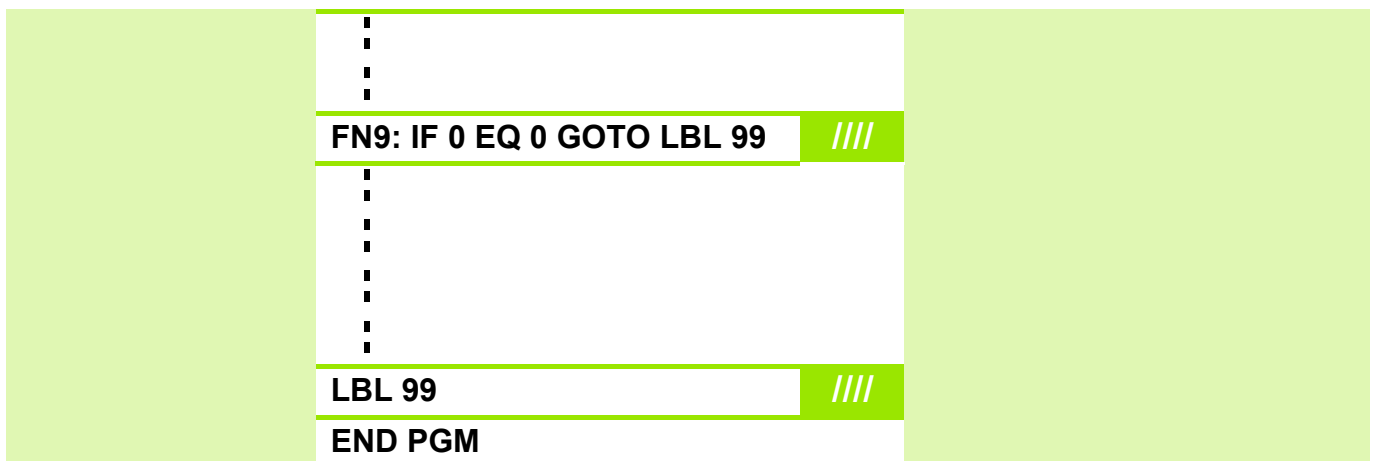 FN9: IF 0 EQ 0 GOTO LBL 99 ////
LBL 99 ////
END PGM